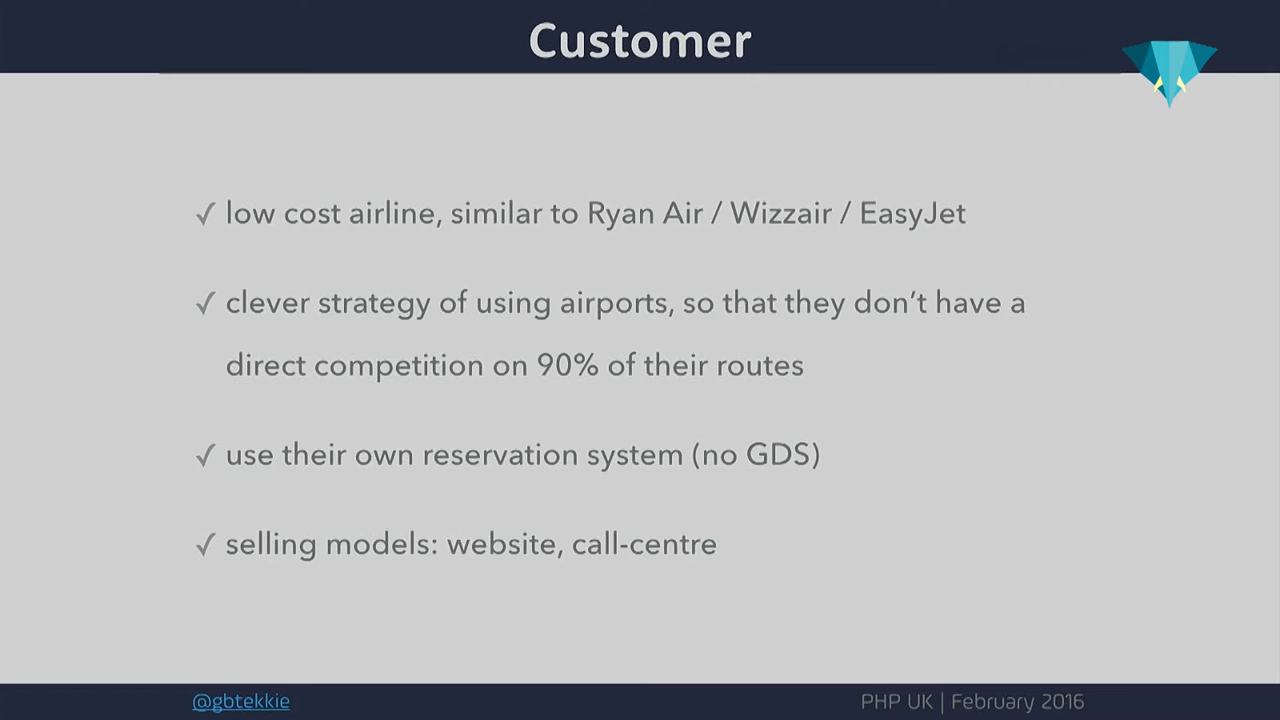 Customer
✓ low cost airline, similar to Ryan Air / Wizzair / EasyJet
✓ clever strategy of using airports, so that they don’t have a
direct competition on 90% of their routes
✓ use their own reservation system (no GDS)
✓ selling models: website, call-centre
@gbtekkie
PHP UK | February 2016